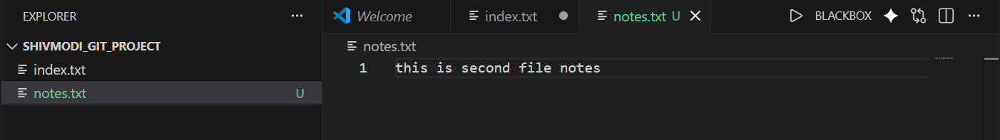 EXPLORER
Welcome
index.txt
notes.txt U
BLACKBOX
SHIVMODI_GIT_PROJECT
index.txt
notes.txt U
notes.txt
1 this is second file notes